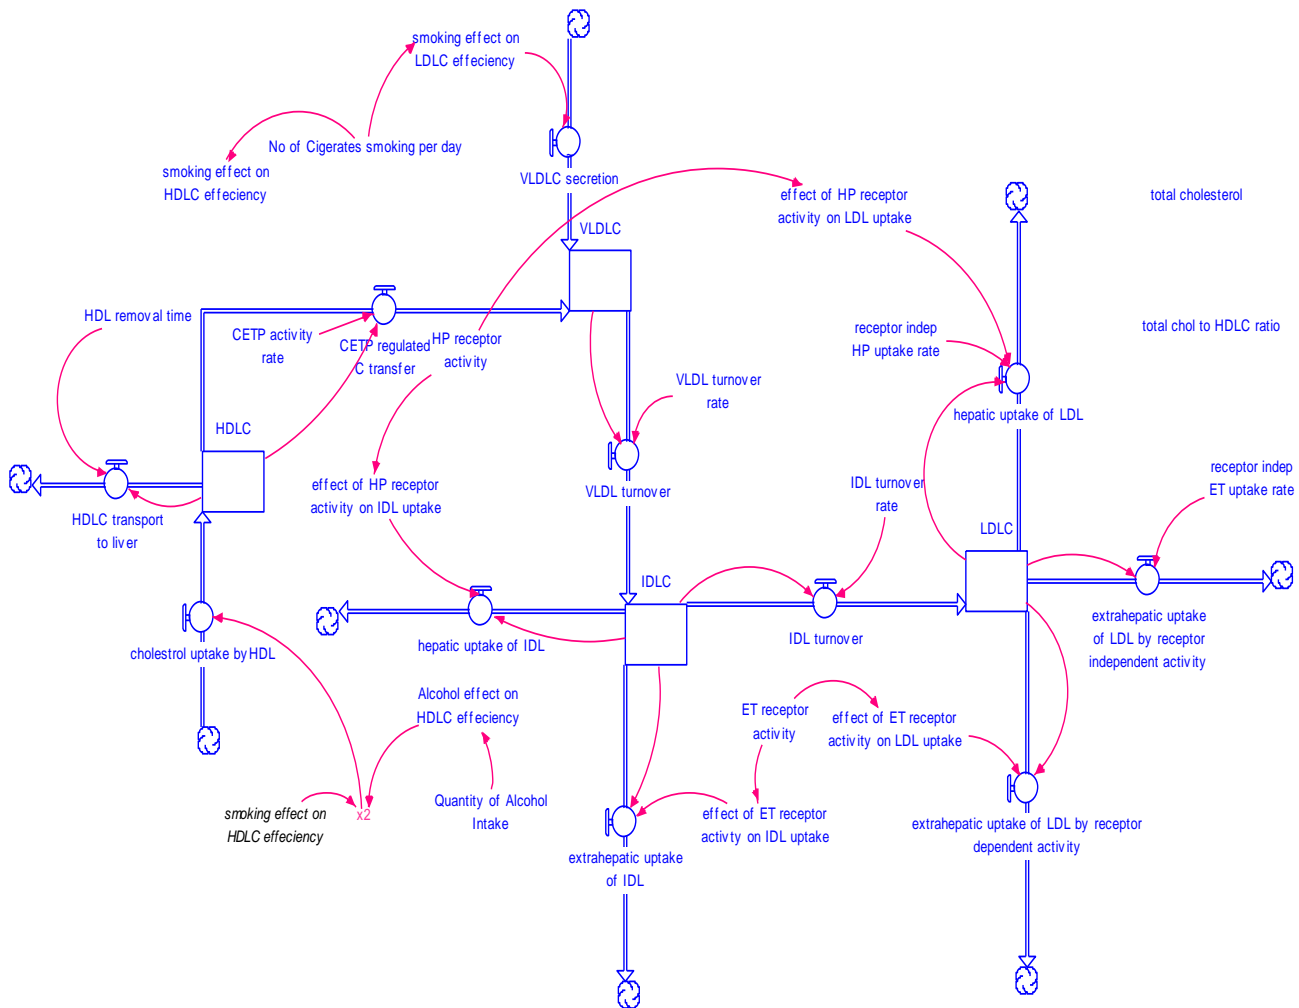 smoking effect on
LDLC effeciency
No of Cigerates smoking per day
smoking effect on
HDLC effeciency
VLDLC secretion
effect of HP receptor
activity on LDL uptake
total cholesterol
VLDLC
HDL removal time
CETP activity
rate
CETP regulated
C transfer
HP receptor
activity
receptor indep
HP uptake rate
total chol to HDLC ratio
VLDL turnover
rate
hepatic uptake of LDL
HDLC
effect of HP receptor
activity on IDL uptake
VLDL turnover
IDL turnover
rate
receptor indep
ET uptake rate
HDLC transport
to liver
LDLC
IDLC
cholestrol uptake by HDL
hepatic uptake of IDL
IDL turnover
extrahepatic uptake
of LDL by receptor
independent activity
Alcohol effect on
HDLC effeciency
ET receptor
activity
effect of ET receptor
activity on LDL uptake
smoking effect on
HDLC effeciency
x2
Quantity of Alcohol
Intake
effect of ET receptor
activty on IDL uptake
extrahepatic uptake of LDL by receptor
dependent activity
extrahepatic uptake
of IDL